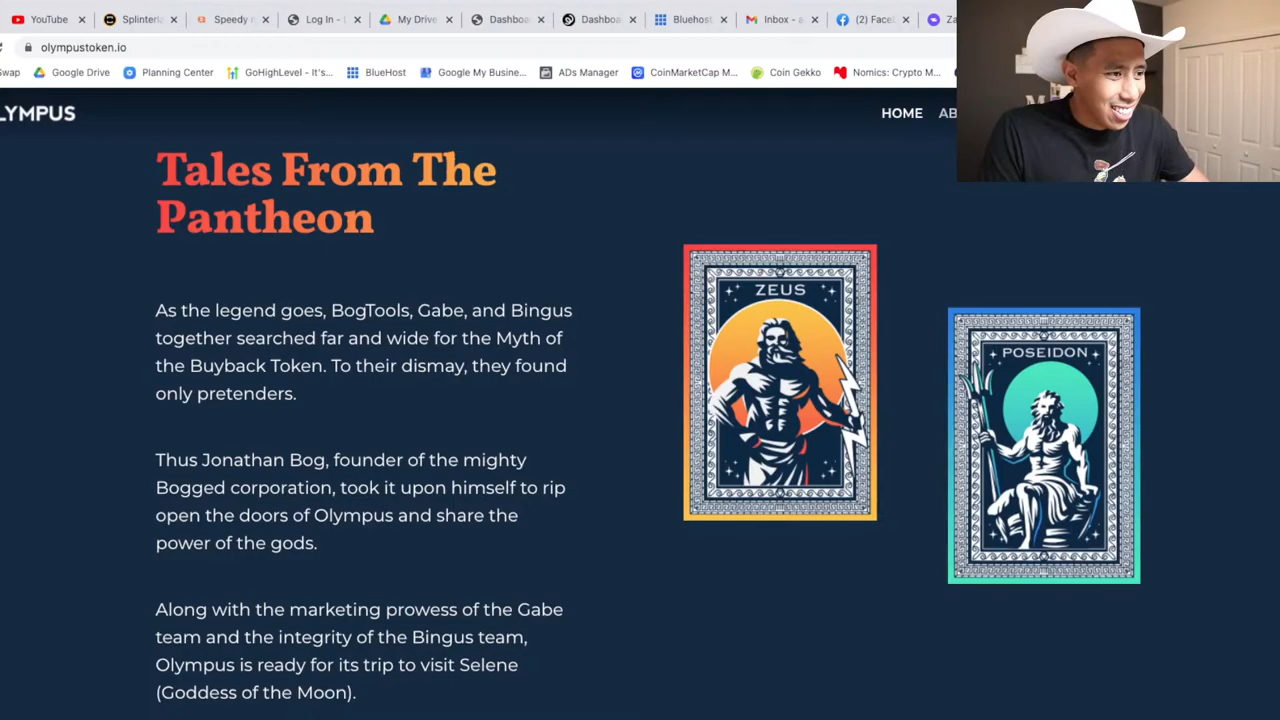 YouTube
Splinterla
Speedy n
Log In - L
My Drive
Dashboa
Dashboa
Bluehost
Inbox - a
(2) Face
Za
olympustoken.io
Swap
Google Drive
Planning Center
GoHighLevel - It's...
BlueHost
Google My Busine...
ADs Manager
CoinMarketCap M...
Coin Gekko
Nomics: Crypto M...
LYMPUS
HOME
AB
Tales From The
Pantheon
As the legend goes, BogTools, Gabe, and Bingus
together searched far and wide for the Myth of
the Buyback Token. To their dismay, they found
only pretenders.
Thus Jonathan Bog, founder of the mighty
Bogged corporation, took it upon himself to rip
open the doors of Olympus and share the
power of the gods.
Along with the marketing prowess of the Gabe
team and the integrity of the Bingus team,
Olympus is ready for its trip to visit Selene
(Goddess of the Moon).
ZEUS
POSEIDON